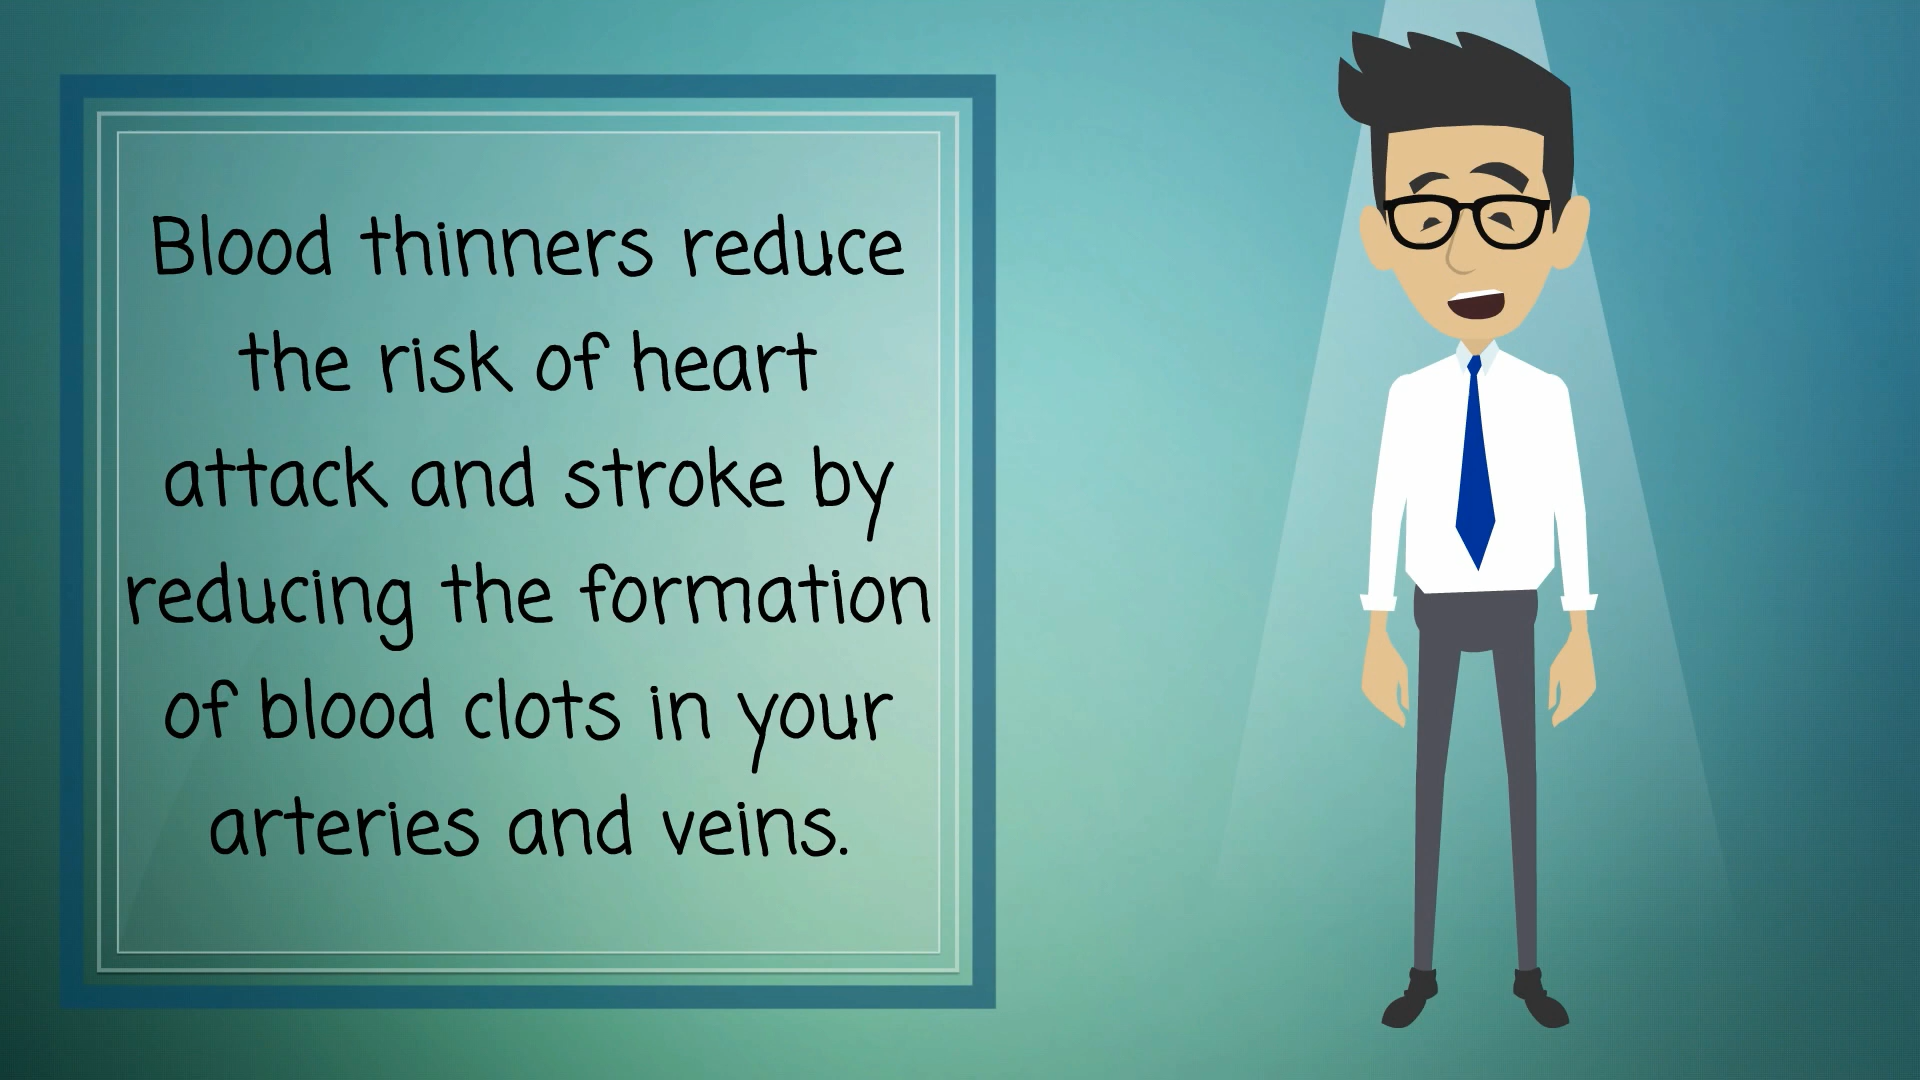 Blood thinners reduce
the risk of heart
attack and stroke by
reducing the formation
of blood clots in your
arteries and veins.